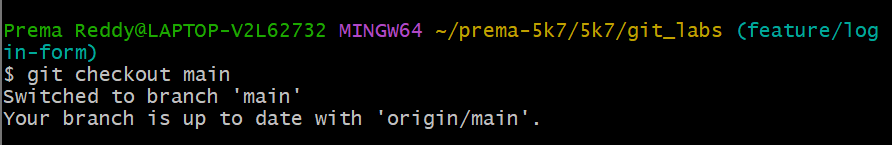 Prema Reddy@LAPTOP-V2L62732 MINGW64 ~/prema-5k7/5k7/git_labs (feature/log
in-form)
$ git checkout main
Switched to branch 'main'
Your branch is up to date with 'origin/main'.